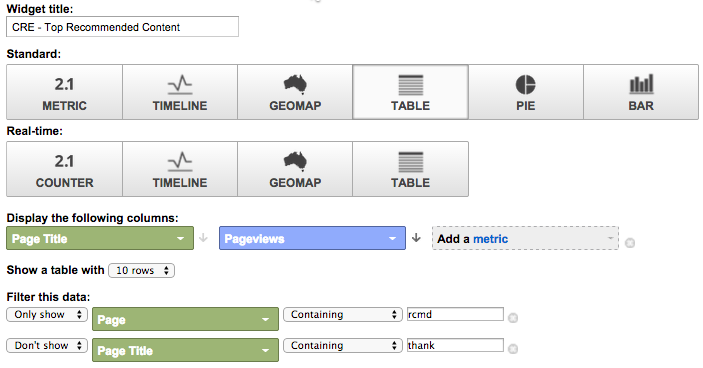 Widget title:
CRE - Top Recommended Content
Standard:
2.1
METRIC TIMELINE GEOMAP TABLE PIE BAR
Real-time:
2.1
COUNTER TIMELINE GEOMAP TABLE
Display the following columns:
Page Title Pageviews Add a metric
Show a table with 10 rows
Filter this data:
Only show Page Containing rcmd
Don't show Page Title Containing thank